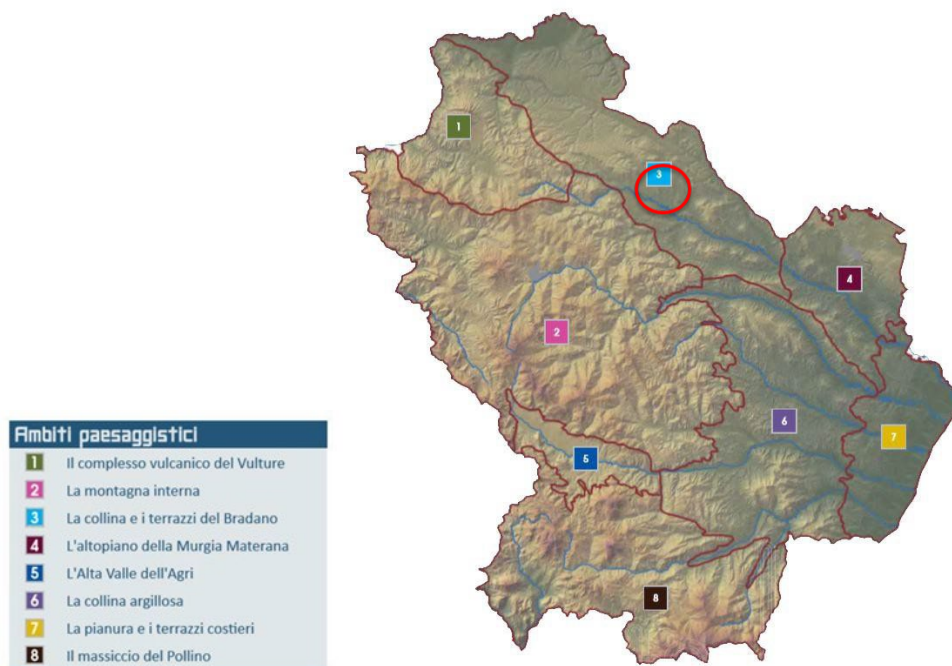 1
3
4
2
6
7
5
8
Ambiti paesaggistici
1 Il complesso vulcanico del Vulture
2 La montagna interna
3 La collina e i terrazzi del Bradano
4 L'altopiano della Murgia Materana
5 L'Alta Valle dell'Agri
6 La collina argillosa
7 La pianura e i terrazzi costieri
8 Il massiccio del Pollino